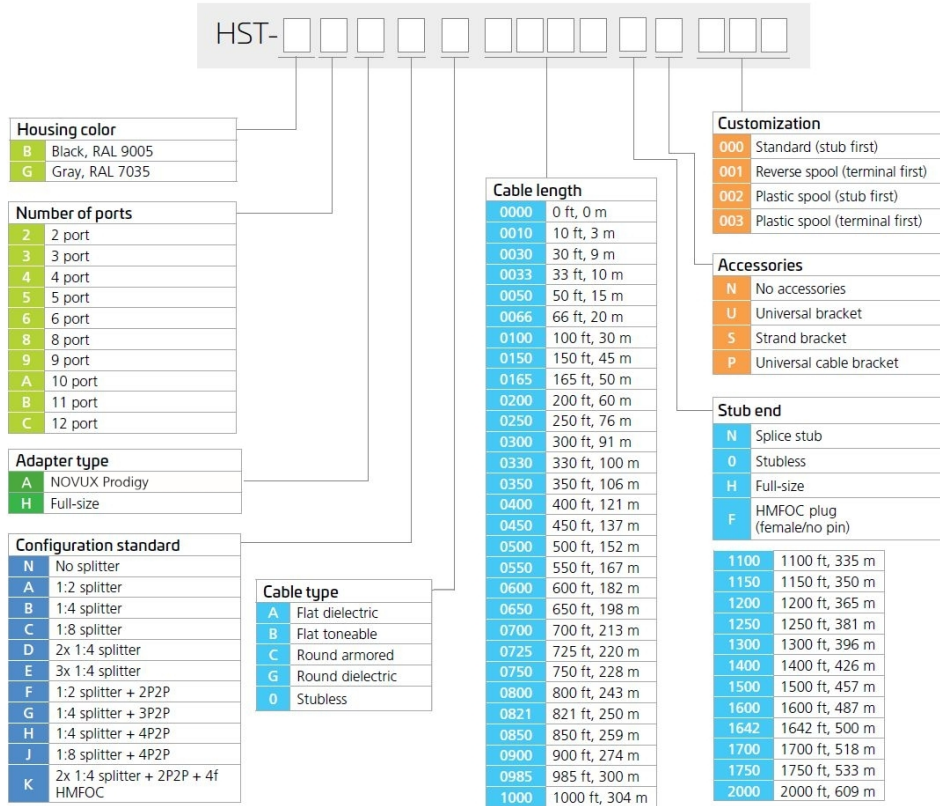 HST-
Housing color
B Black, RAL 9005
G Gray, RAL 7035
Number of ports
2 2 port
3 3 port
4 4 port
5 5 port
6 6 port
8 8 port
9 9 port
A 10 port
B 11 port
C 12 port
Adapter type
A NOVUX Prodigy
H Full-size
Configuration standard
N No splitter
A 1:2 splitter
B 1:4 splitter
C 1:8 splitter
D 2x 1:4 splitter
E 3x 1:4 splitter
F 1:2 splitter + 2P2P
G 1:4 splitter + 3P2P
H 1:4 splitter + 4P2P
J 1:8 splitter + 4P2P
K 2x 1:4 splitter + 2P2P + 4f
HMFOC
Cable type
A Flat dielectric
B Flat toneable
C Round armored
G Round dielectric
0 Stubless
Cable length
0000 0 ft, 0 m
0010 10 ft, 3 m
0030 30 ft, 9 m
0033 33 ft, 10 m
0050 50 ft, 15 m
0066 66 ft, 20 m
0100 100 ft, 30 m
0150 150 ft, 45 m
0165 165 ft, 50 m
0200 200 ft, 60 m
0250 250 ft, 76 m
0300 300 ft, 91 m
0330 330 ft, 100 m
0350 350 ft, 106 m
0400 400 ft, 121 m
0450 450 ft, 137 m
0500 500 ft, 152 m
0550 550 ft, 167 m
0600 600 ft, 182 m
0650 650 ft, 198 m
0700 700 ft, 213 m
0725 725 ft, 220 m
0750 750 ft, 228 m
0800 800 ft, 243 m
0821 821 ft, 250 m
0850 850 ft, 259 m
0900 900 ft, 274 m
0985 985 ft, 300 m
1000 1000 ft, 304 m
1100 1100 ft, 335 m
1150 1150 ft, 350 m
1200 1200 ft, 365 m
1250 1250 ft, 381 m
1300 1300 ft, 396 m
1400 1400 ft, 426 m
1500 1500 ft, 457 m
1600 1600 ft, 487 m
1642 1642 ft, 500 m
1700 1700 ft, 518 m
1750 1750 ft, 533 m
2000 2000 ft, 609 m
Stub end
N Splice stub
0 Stubless
H Full-size
F HMFOC plug
(female/no pin)
Accessories
N No accessories
U Universal bracket
S Strand bracket
P Universal cable bracket
Customization
000 Standard (stub first)
001 Reverse spool (terminal first)
002 Plastic spool (stub first)
003 Plastic spool (terminal first)